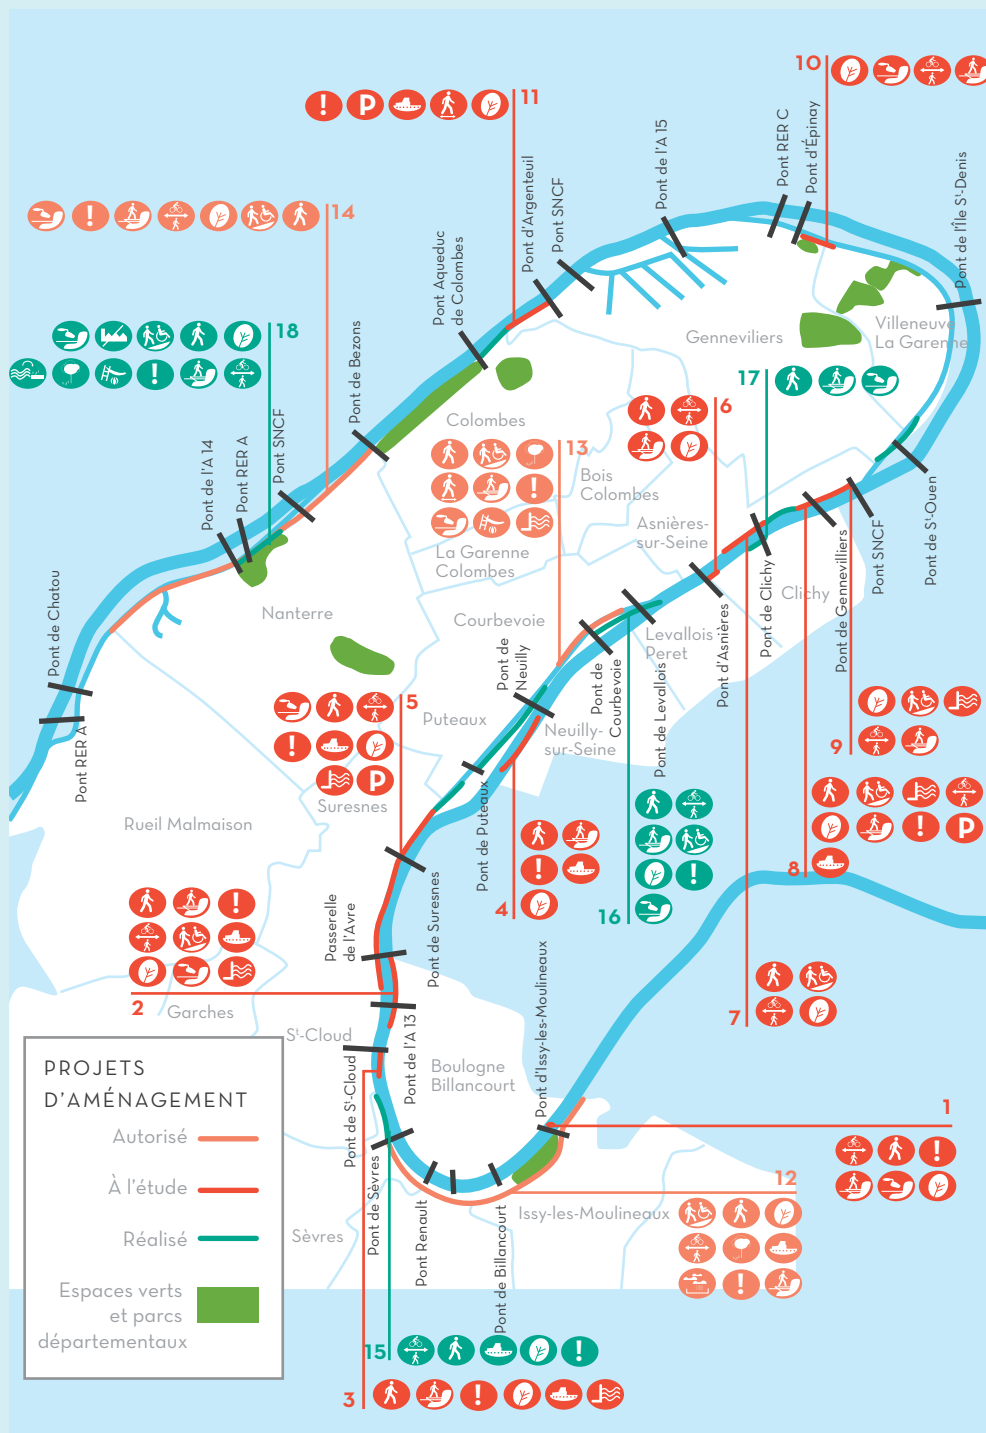 10
11
Pont RER C
Pont d'Épinay
Pont de l'A 15
Pont de l'Île Sᵗ-Denis
Pont d'Argenteuil
Pont SNCF
14
Pont Aqueduc
de Colombes
18
Pont de Bezons
Gennevilliers
Villeneuve
La Garenne
17
6
Colombes
13
Bois
Colombes
Pont SNCF
Pont RER A
Pont de l'A 14
Asnières-
sur-Seine
Pont de Sᵗ-Ouen
La Garenne
Colombes
Pont SNCF
Pont de Gennevilliers
Pont de Clichy
Clichy
Pont de Chatou
Nanterre
Courbevoie
Levallois
Peret
Pont d'Asnières
Pont de
Neuilly
Pont de
Courbevoie
Pont de Levallois
5
Puteaux
Neuilly-
sur-Seine
9
Pont RER A
P
Suresnes
Pont de Puteaux
Rueil Malmaison
P
8
4
16
Passerelle
de l'Avre
Pont de Suresnes
Pont d'Issy-les-Moulineaux
2
Garches
7
Sᵗ-Cloud
Pont de l'A 13
Boulogne
Billancourt
Pont de Sᵗ-Cloud
1
PROJETS
D'AMÉNAGEMENT
Autorisé
À l'étude
Réalisé
Espaces verts
et parcs
départementaux
12
Pont de Sèvres
Sèvres
Pont Renault
Pont de Billancourt
Issy-les-Moulineaux
15
3
P